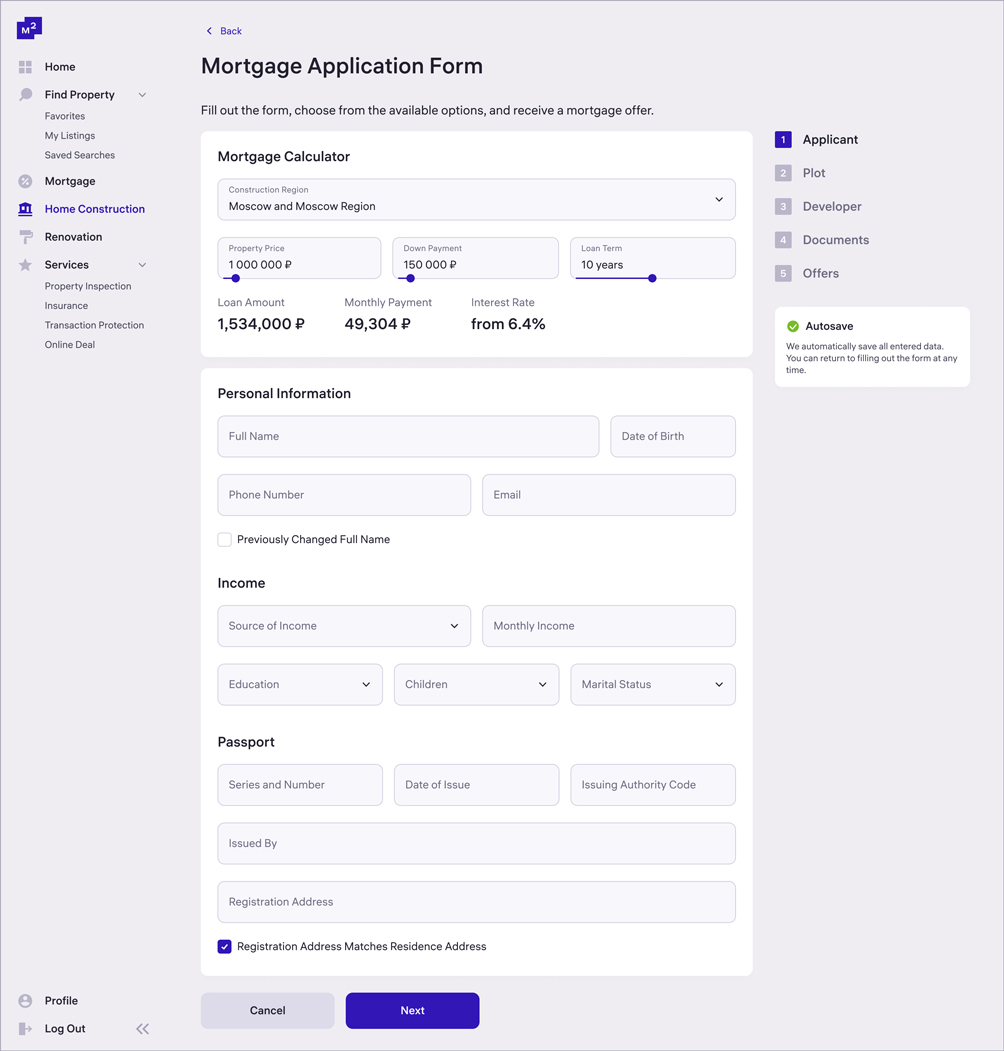 M²
Home
Find Property
Favorites
My Listings
Saved Searches
Mortgage
Home Construction
Renovation
Services
Property Inspection
Insurance
Transaction Protection
Online Deal
Profile
Log Out
Back
Mortgage Application Form
Fill out the form, choose from the available options, and receive a mortgage offer.
Mortgage Calculator
Construction Region
Moscow and Moscow Region
Property Price
1 000 000 ₽
Down Payment
150 000 ₽
Loan Term
10 years
Loan Amount
1,534,000 ₽
Monthly Payment
49,304 ₽
Interest Rate
from 6.4%
Personal Information
Full Name
Date of Birth
Phone Number
Email
Previously Changed Full Name
Income
Source of Income
Monthly Income
Education
Children
Marital Status
Passport
Series and Number
Date of Issue
Issuing Authority Code
Issued By
Registration Address
Registration Address Matches Residence Address
Cancel
Next
1 Applicant
2 Plot
3 Developer
4 Documents
5 Offers
Autosave
We automatically save all entered data.
You can return to filling out the form at any
time.